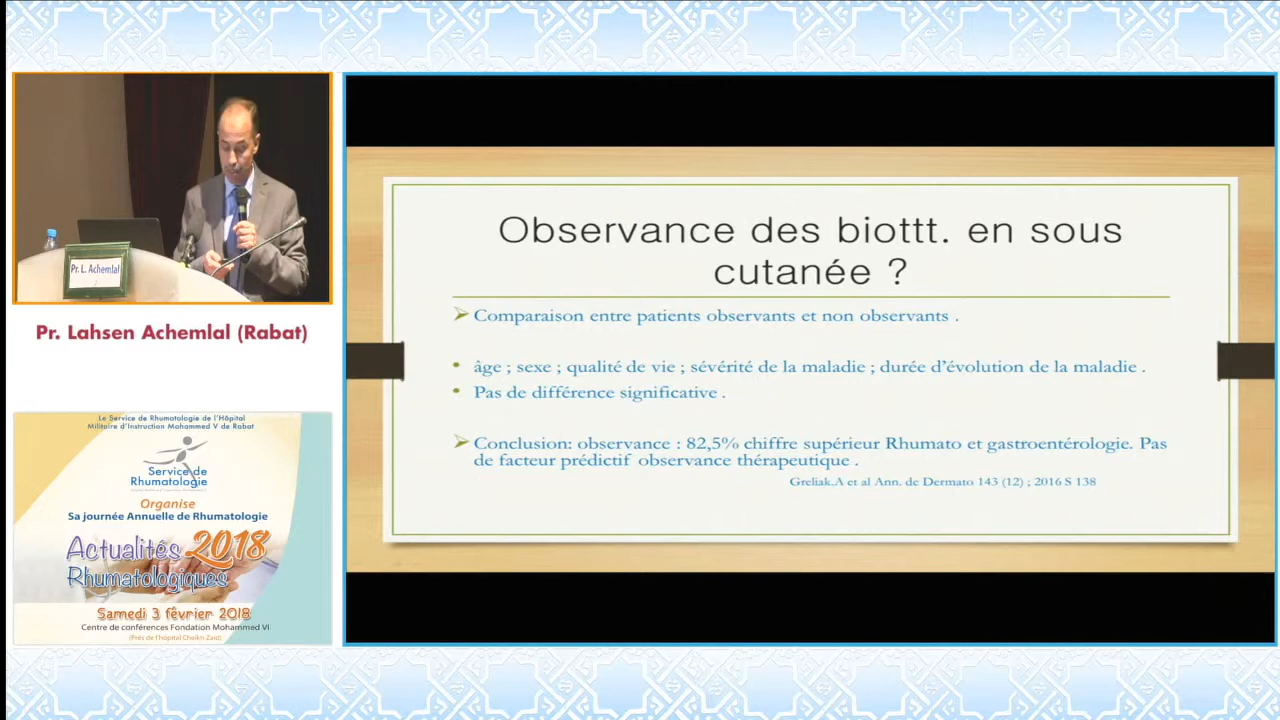 Pr. L. Achemlal
Pr. Lahsen Achemlal (Rabat)
Le Service de Rhumatologie de l'Hôpital
Militaire d'Instruction Mohammed V de Rabat
Service de
Rhumatologie
Organise
Sa journée Annuelle de Rhumatologie
Actualités 2018
Rhumatologiques
Samedi 3 février 2018
Centre de conférences Fondation Mohammed VI
(Près de l'hopital Cheikh Zaid)
Observance des biottt. en sous
cutanée ?
Comparaison entre patients observants et non observants .
âge ; sexe ; qualité de vie ; sévérité de la maladie ; durée d'évolution de la maladie .
Pas de différence significative .
Conclusion: observance : 82,5% chiffre supérieur Rhumato et gastroentérologie. Pas
de facteur prédictif observance thérapeutique .
Greliak.A et al Ann. de Dermato 143 (12) ; 2016 S 138